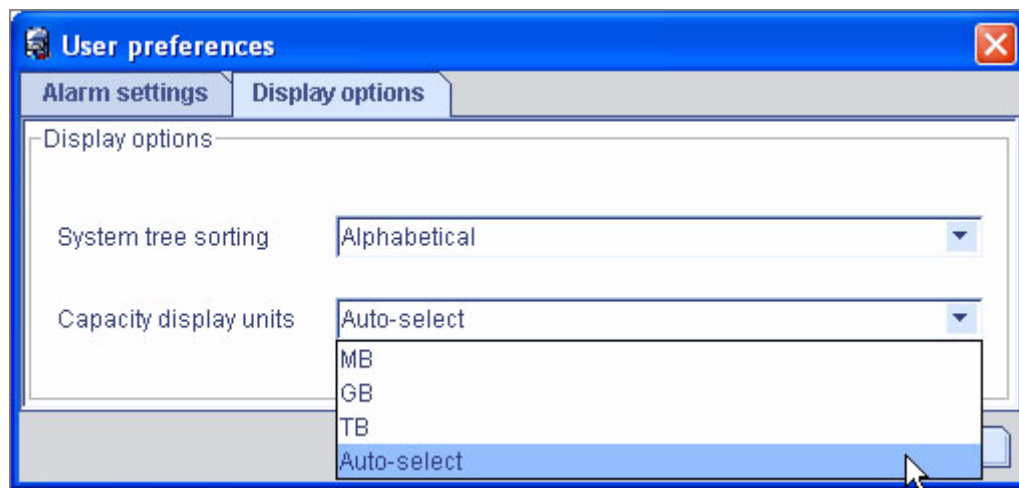 User preferences
Alarm settings
Display options
Display options
System tree sorting
Alphabetical
Capacity display units
Auto-select
MB
GB
TB
Auto-select